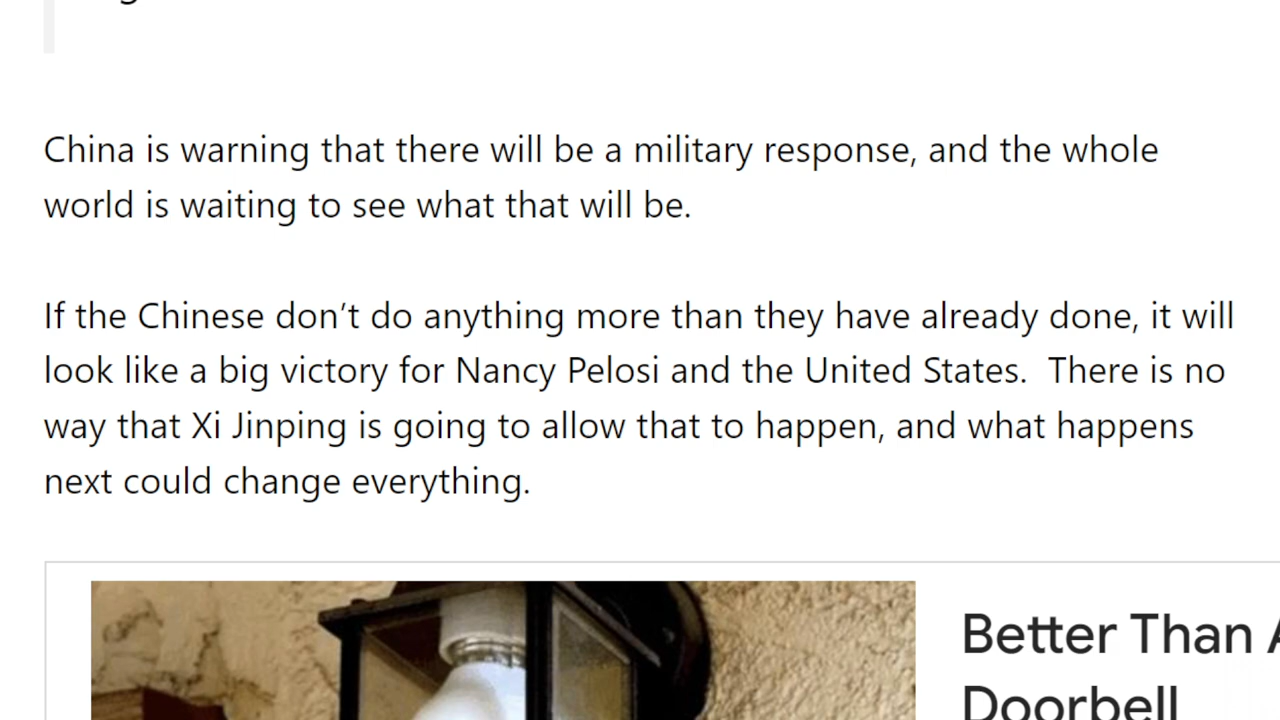 China is warning that there will be a military response, and the whole
world is waiting to see what that will be.
If the Chinese don’t do anything more than they have already done, it will
look like a big victory for Nancy Pelosi and the United States.  There is no
way that Xi Jinping is going to allow that to happen, and what happens
next could change everything.
Better Than
Doorbell